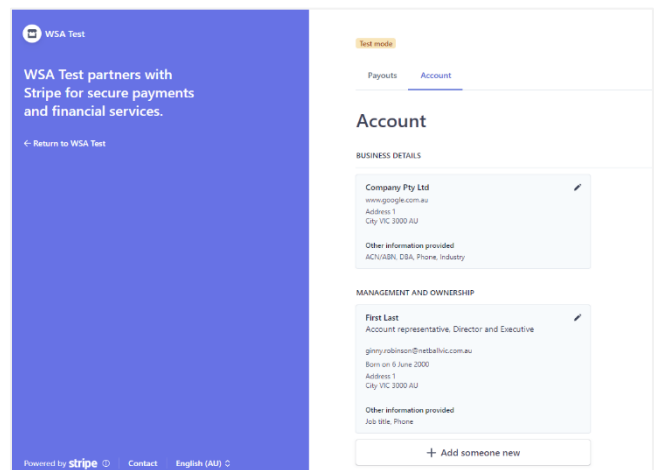 WSA Test
WSA Test partners with
Stripe for secure payments
and financial services.
← Return to WSA Test
Powered by stripe
Contact
English (AU)
Test mode
Payouts
Account
Account
BUSINESS DETAILS
Company Pty Ltd
www.google.com.au
Address 1
City VIC 3000 AU
Other information provided
ACN/ABN, DBA, Phone, Industry
MANAGEMENT AND OWNERSHIP
First Last
Account representative, Director and Executive
ginny.robinson@netballvic.com.au
Born on 6 June 2000
Address 1
City VIC 3000 AU
Other information provided
Job title, Phone
+ Add someone new